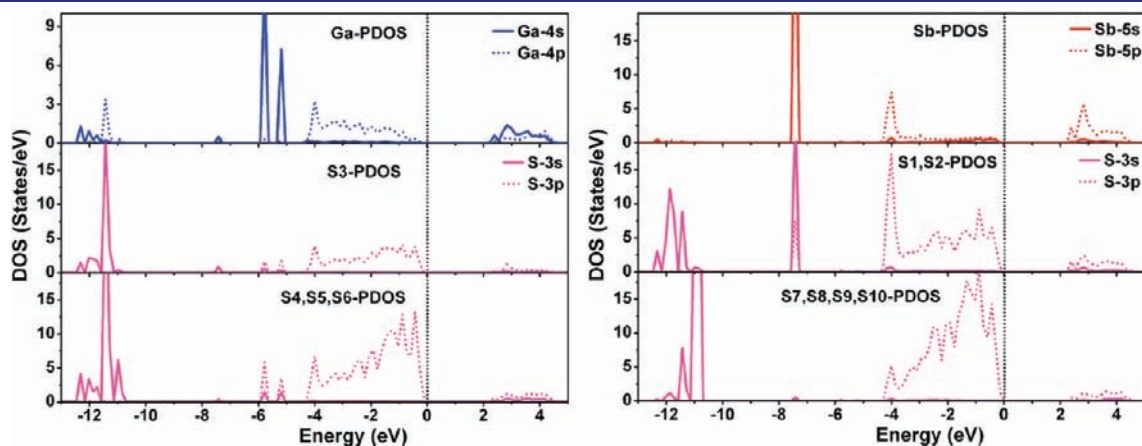 DOS (States/eV)
9
6
3
0
Ga-PDOS
Ga-4s
Ga-4p
15
10
5
0
S3-PDOS
S-3s
S-3p
15
10
5
0
S4,S5,S6-PDOS
-12 -10 -8 -6 -4 -2 0 2 4
Energy (eV)
DOS (States/eV)
15
10
5
0
Sb-PDOS
Sb-5s
Sb-5p
15
10
5
0
S1,S2-PDOS
S-3s
S-3p
15
10
5
0
S7,S8,S9,S10-PDOS
-12 -10 -8 -6 -4 -2 0 2 4
Energy (eV)